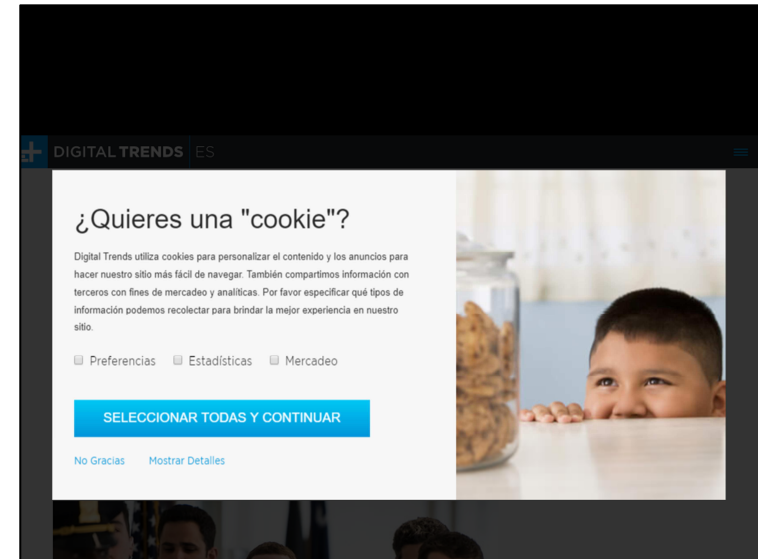 DIGITAL TRENDS ES
¿Quieres una "cookie"?
Digital Trends utiliza cookies para personalizar el contenido y los anuncios para
hacer nuestro sitio más fácil de navegar. También compartimos información con
terceros con fines de mercadeo y analíticas. Por favor especificar qué tipos de
información podemos recolectar para brindar la mejor experiencia en nuestro
sitio.
Preferencias Estadísticas Mercadeo
SELECCIONAR TODAS Y CONTINUAR
No Gracias Mostrar Detalles